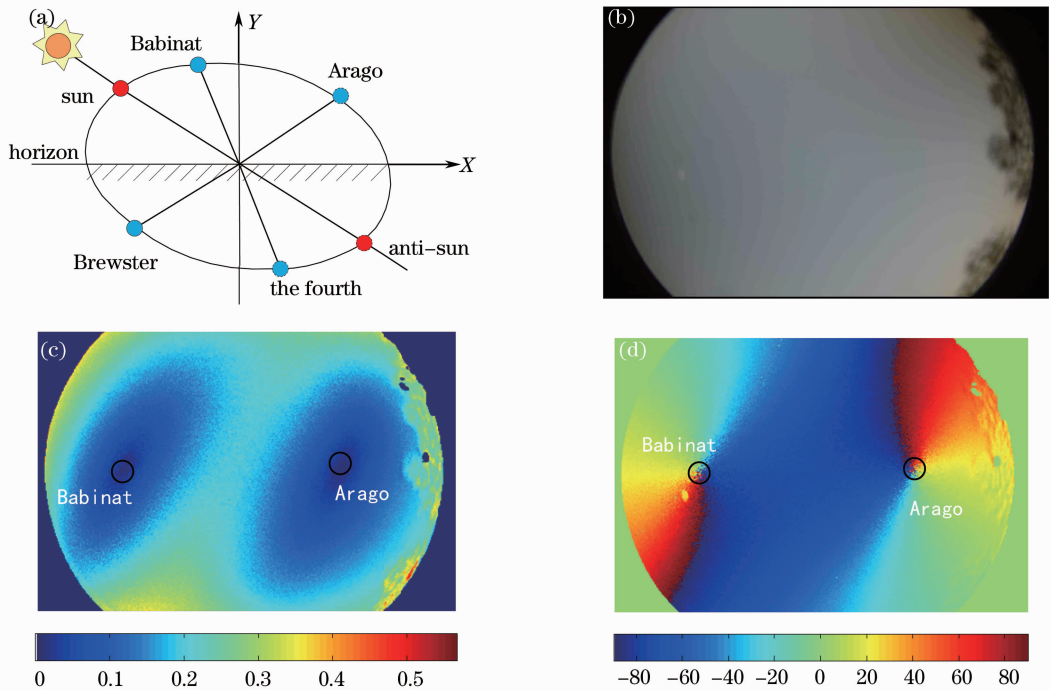 (a)
Y
Babinat
Arago
sun
horizon
X
Brewster
anti-sun
the fourth
(b)
(c)
Babinat
Arago
0 0.1 0.2 0.3 0.4 0.5
(d)
Babinat
Arago
-80 -60 -40 -20 0 20 40 60 80